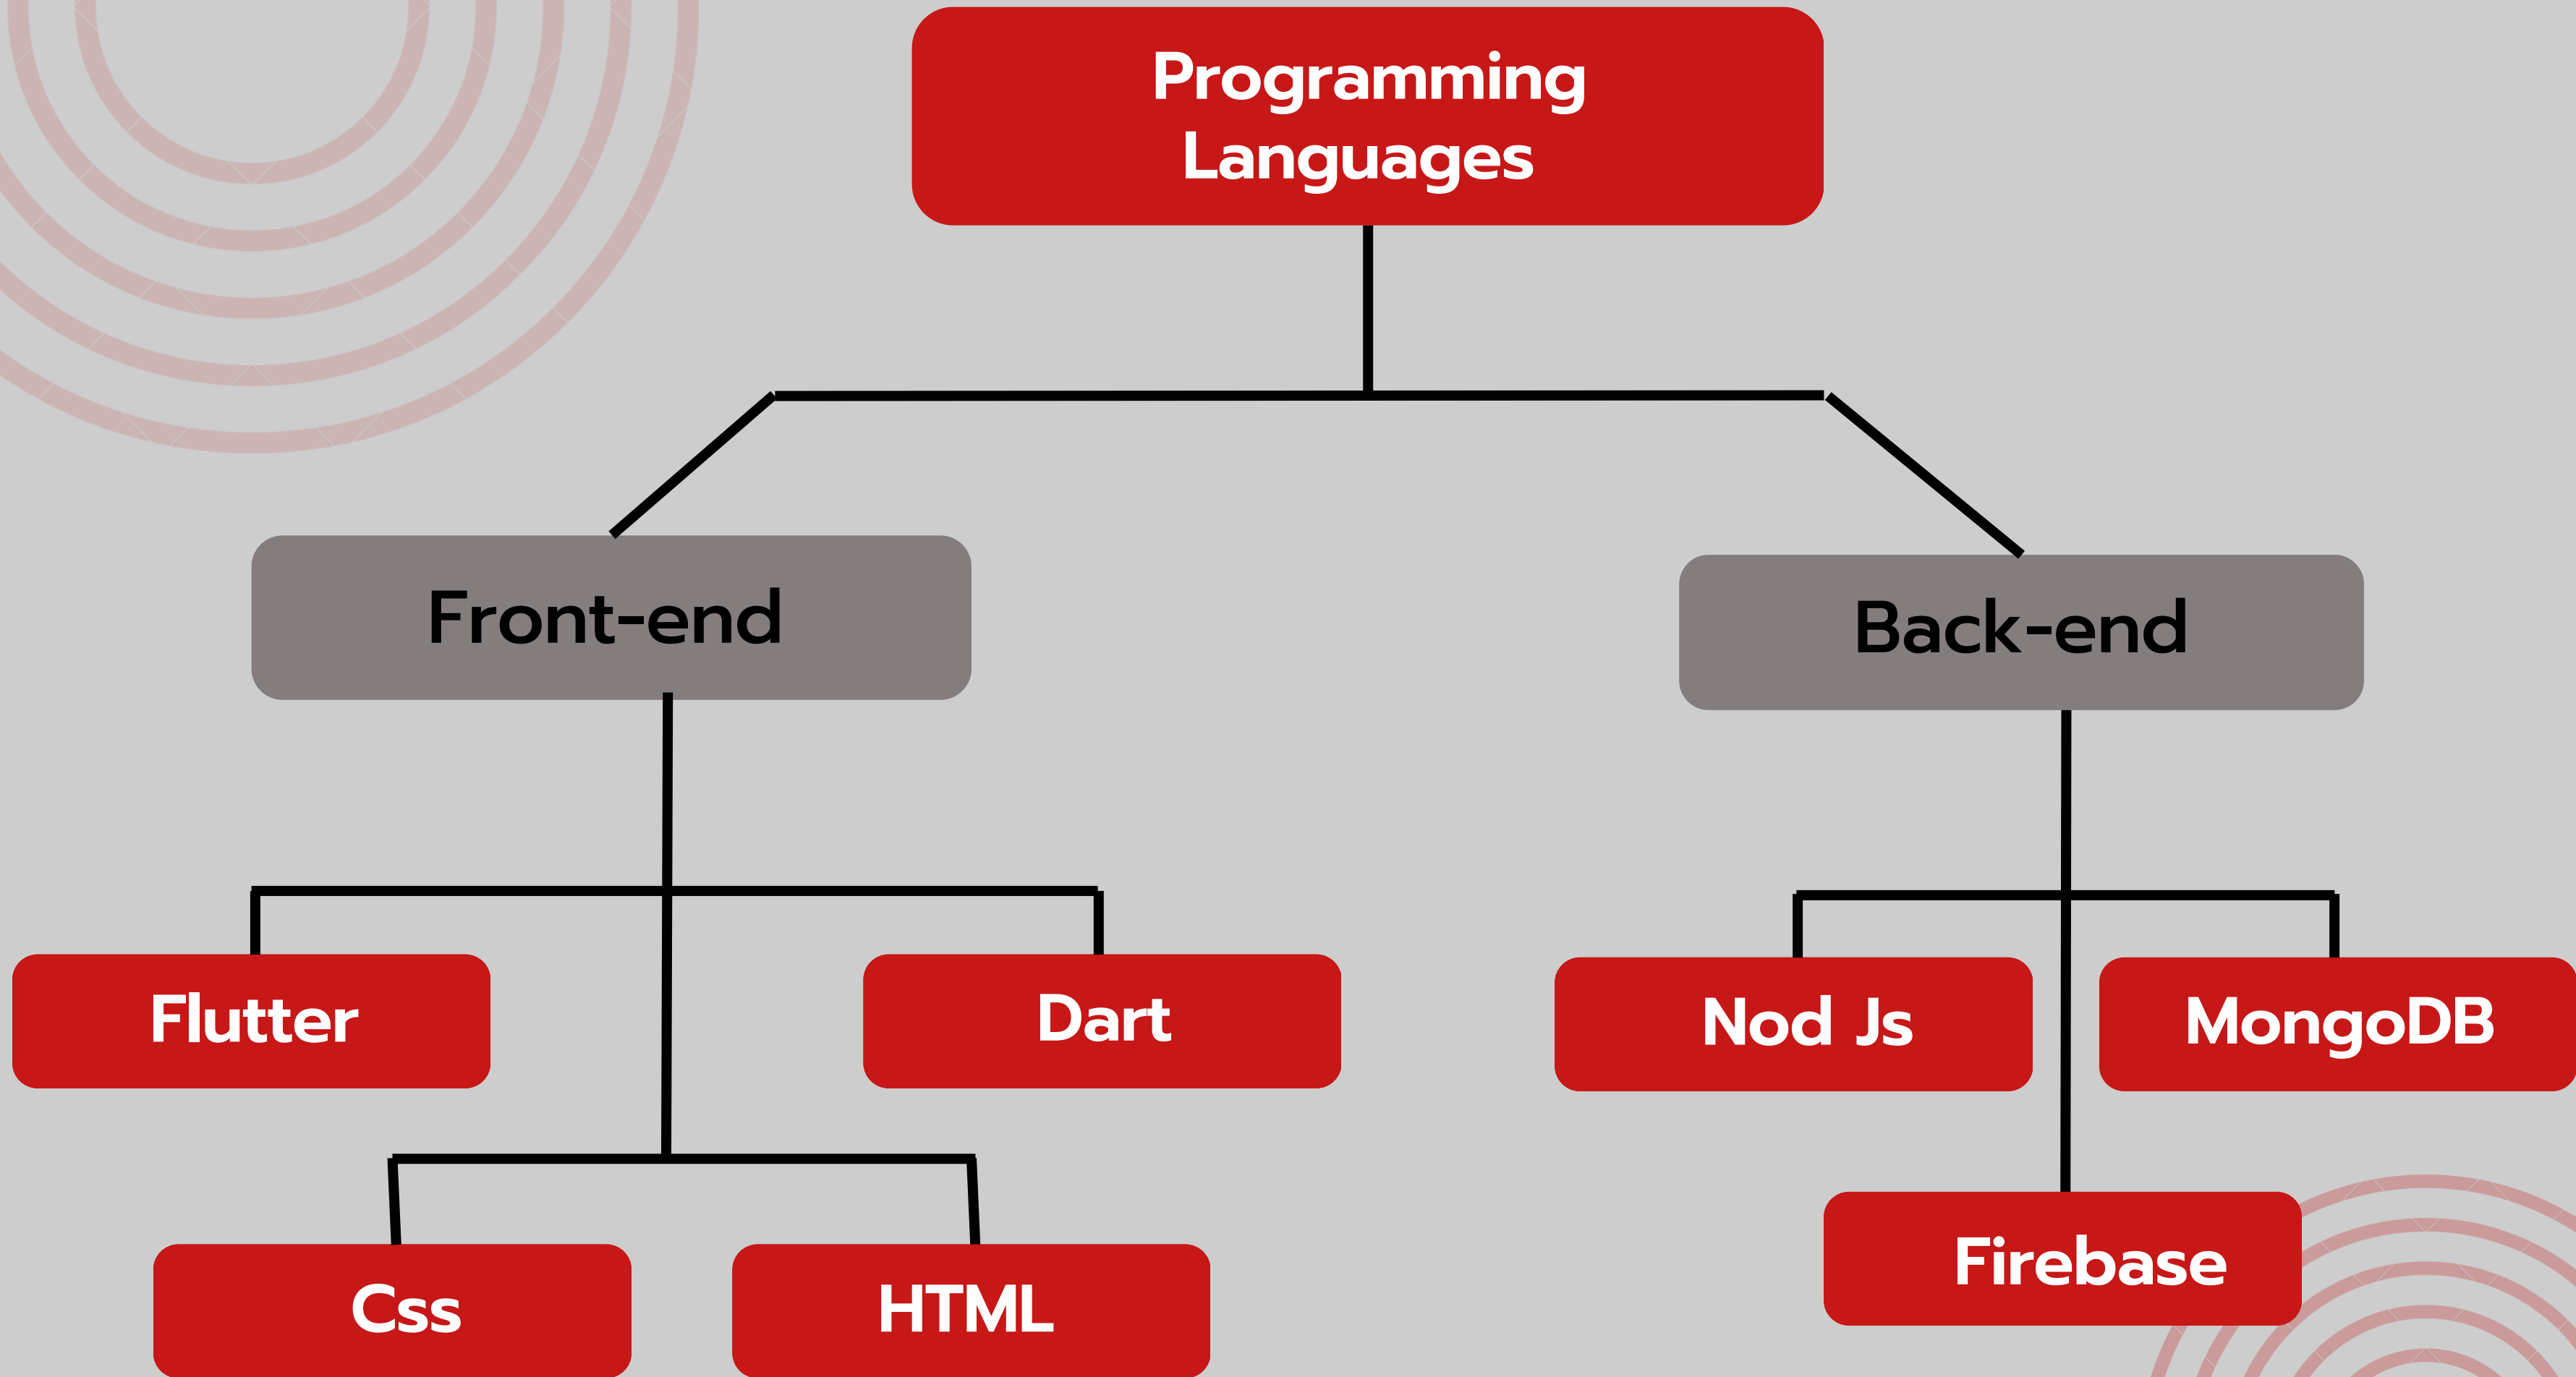 Programming
Languages
Front-end
Back-end
Flutter
Dart
Nod Js
MongoDB
Css
HTML
Firebase